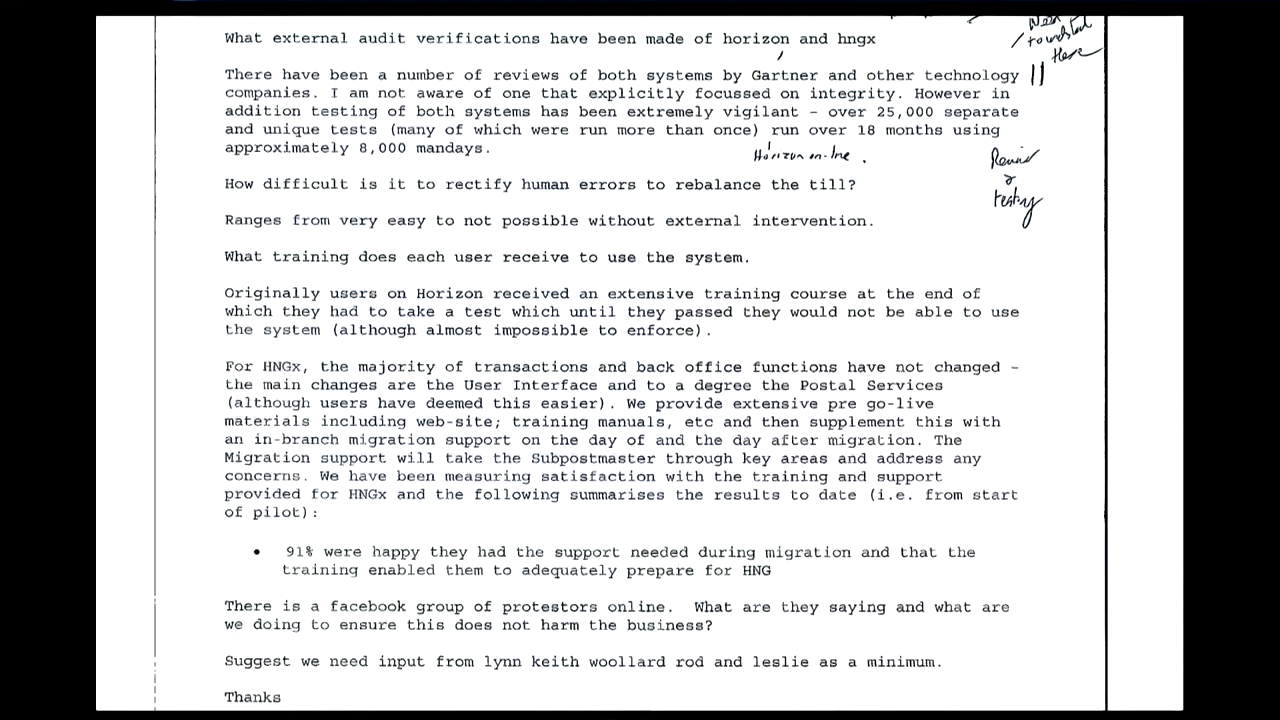 What external audit verifications have been made of horizon and hngx
There have been a number of reviews of both systems by Gartner and other technology
companies. I am not aware of one that explicitly focussed on integrity. However in
addition testing of both systems has been extremely vigilant - over 25,000 separate
and unique tests (many of which were run more than once) run over 18 months using
approximately 8,000 mandays.
Horizon on-line.
Here
Review
&
testing
How difficult is it to rectify human errors to rebalance the till?
Ranges from very easy to not possible without external intervention.
What training does each user receive to use the system.
Originally users on Horizon received an extensive training course at the end of
which they had to take a test which until they passed they would not be able to use
the system (although almost impossible to enforce).
For HNGx, the majority of transactions and back office functions have not changed -
the main changes are the User Interface and to a degree the Postal Services
(although users have deemed this easier). We provide extensive pre go-live
materials including web-site; training manuals, etc and then supplement this with
an in-branch migration support on the day of and the day after migration. The
Migration support will take the Subpostmaster through key areas and address any
concerns. We have been measuring satisfaction with the training and support
provided for HNGx and the following summarises the results to date (i.e. from start
of pilot):
• 91% were happy they had the support needed during migration and that the
training enabled them to adequately prepare for HNG
There is a facebook group of protestors online. What are they saying and what are
we doing to ensure this does not harm the business?
Suggest we need input from lynn keith woollard rod and leslie as a minimum.
Thanks